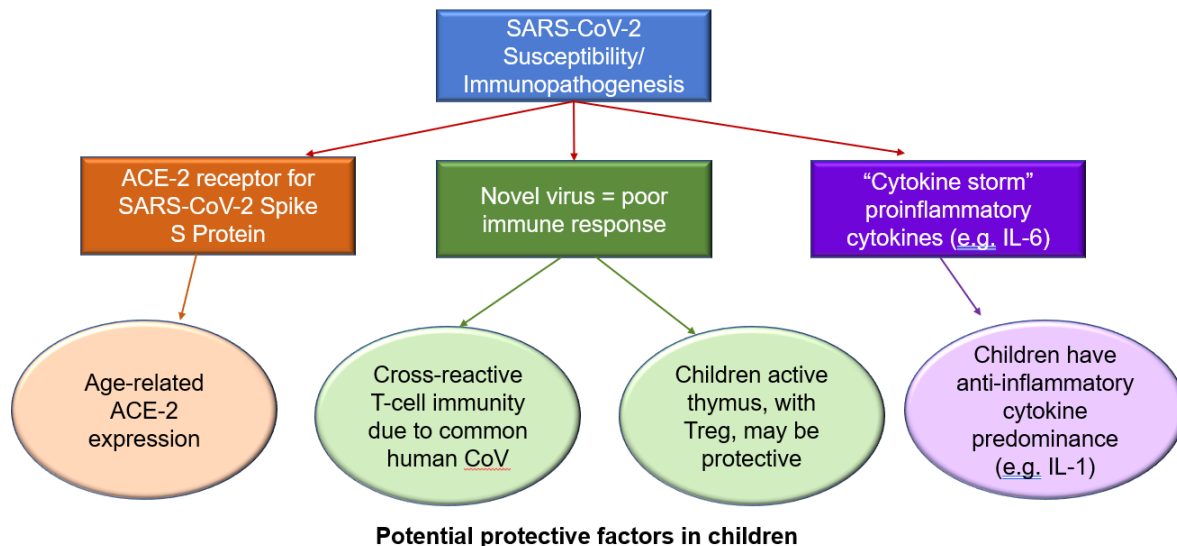 SARS-CoV-2
Susceptibility/
Immunopathogenesis
ACE-2 receptor for
SARS-CoV-2 Spike
S Protein
Novel virus = poor
immune response
“Cytokine storm”
proinflammatory
cytokines (e.g. IL-6)
Age-related
ACE-2
expression
Cross-reactive
T-cell immunity
due to common
human CoV
Children active
thymus, with
Treg, may be
protective
Children have
anti-inflammatory
cytokine
predominance
(e.g. IL-1)
Potential protective factors in children